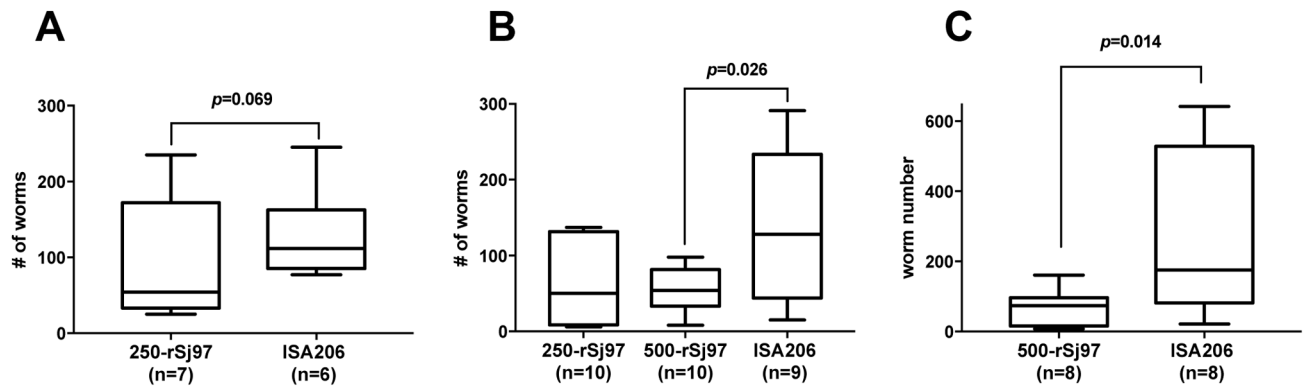 A
p=0.069
300
200
100
0
# of worms
250-rSj97
(n=7)
ISA206
(n=6)
B
p=0.026
300
200
100
0
# of worms
250-rSj97
(n=10)
500-rSj97
(n=10)
ISA206
(n=9)
C
p=0.014
600
400
200
0
worm number
500-rSj97
(n=8)
ISA206
(n=8)